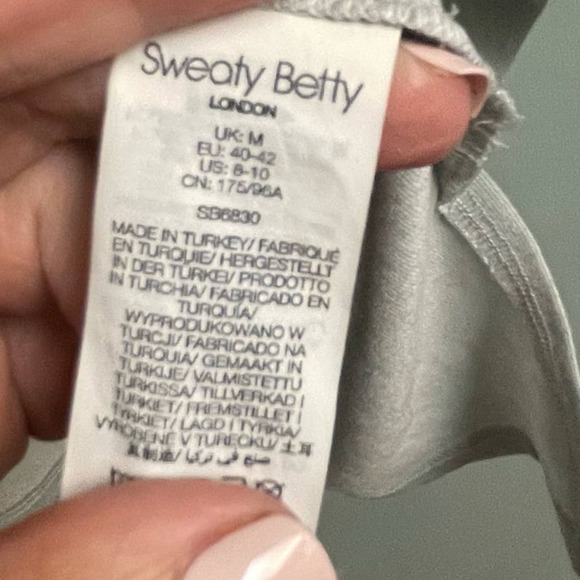 Sweaty Betty
LONDON
UK: M
EU: 40-42
US: 8-10
CN: 175/96A
SB6830
MADE IN TURKEY/ FABRIQUÉ
EN TURQUIE/ HERGESTELLT
IN DER TÜRKEI/ PRODOTTO
IN TURCHIA/ FABRICADO EN
TURQUÍA/
WYPRODUKOWANO W
TURCJI/ FABRICADO NA
TURQUIA/ GEMAAKT IN
TURKIJE/ VALMISTETTU
TURKISSA/ TILLVERKAD I
TURKIET/ FREMSTILLET I
TYRKIET/ LAGD I TYRKIA/
VYROBENÉ V TURECKU/ 土耳
其制造/ صنع في تركيا